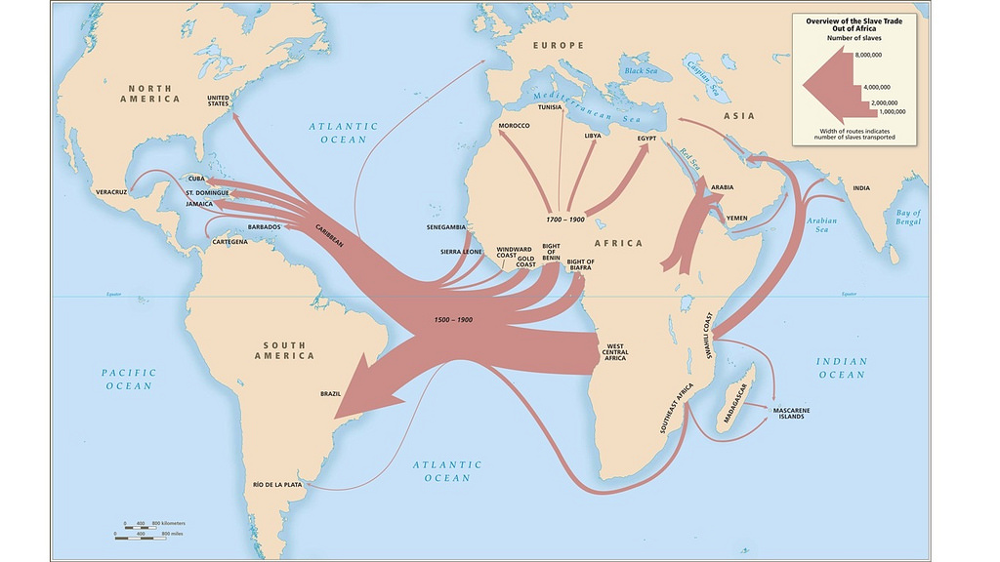 Overview of the Slave Trade
Out of Africa
Number of slaves
8,000,000
4,000,000
2,000,000
1,000,000
Width of routes indicates
number of slaves transported
EUROPE
Black Sea
Caspian Sea
ASIA
NORTH
AMERICA
UNITED
STATES
ATLANTIC
OCEAN
Mediterranean Sea
TUNISIA
MOROCCO
LIBYA
EGYPT
Red Sea
ARABIA
INDIA
CUBA
VERACRUZ
ST. DOMINGUE
JAMAICA
BARBADOS
CARTEGENA
CARIBBEAN
SENEGAMBIA
SIERRA LEONE
WINDWARD
COAST
GOLD
COAST
BIGHT
OF
BENIN
BIGHT OF
BIAFRA
1700 – 1900
AFRICA
YEMEN
Arabian
Sea
Bay of
Bengal
Equator
Equator
1500 – 1900
SOUTH
AMERICA
WEST
CENTRAL
AFRICA
SWAHILI COAST
INDIAN
OCEAN
PACIFIC
OCEAN
BRAZIL
SOUTHEAST AFRICA
MADAGASCAR
MASCARENE
ISLANDS
ATLANTIC
OCEAN
RÍO DE LA PLATA
0 400 800 kilometers
0 400 800 miles